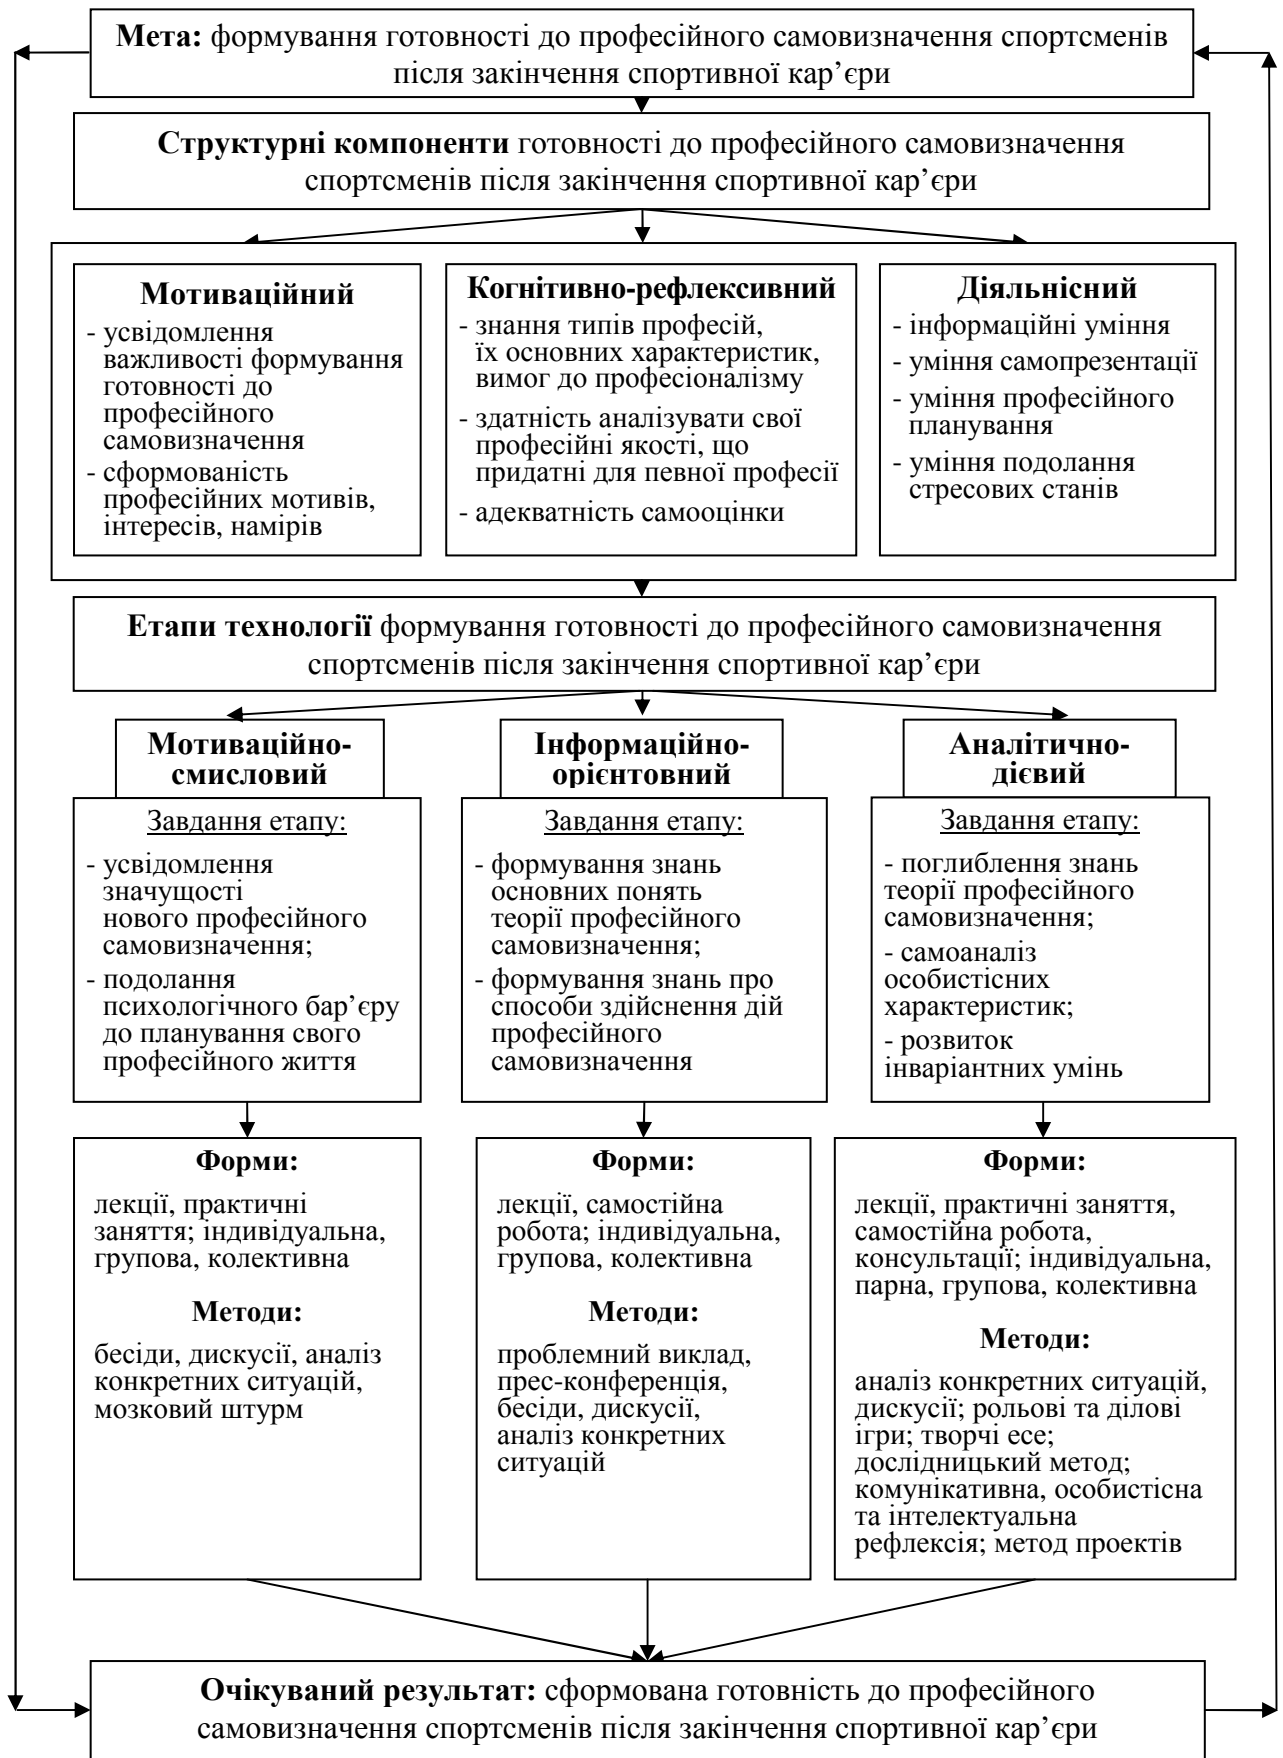 Мета: формування готовності до професійного самовизначення спортсменів
після закінчення спортивної кар’єри
Структурні компоненти готовності до професійного самовизначення
спортсменів після закінчення спортивної кар’єри
Мотиваційний
- усвідомлення
важливості формування
готовності до
професійного
самовизначення
- сформованість
професійних мотивів,
інтересів, намірів
Когнітивно-рефлексивний
- знання типів професій,
їх основних характеристик,
вимог до професіоналізму
- здатність аналізувати свої
професійні якості, що
придатні для певної професії
- адекватність самооцінки
Діяльнісний
- інформаційні уміння
- уміння самопрезентації
- уміння професійного
планування
- уміння подолання
стресових станів
Етапи технології формування готовності до професійного самовизначення
спортсменів після закінчення спортивної кар’єри
Мотиваційно-
смисловий
Завдання етапу:
- усвідомлення
значущості
нового професійного
самовизначення;
- подолання
психологічного бар’єру
до планування свого
професійного життя
Форми:
лекції, практичні
заняття; індивідуальна,
групова, колективна
Методи:
бесіди, дискусії, аналіз
конкретних ситуацій,
мозковий штурм
Інформаційно-
орієнтовний
Завдання етапу:
- формування знань
основних понять
теорії професійного
самовизначення;
- формування знань про
способи здійснення дій
професійного
самовизначення
Форми:
лекції, самостійна
робота; індивідуальна,
групова, колективна
Методи:
проблемний виклад,
прес-конференція,
бесіди, дискусії,
аналіз конкретних
ситуацій
Аналітично-
дієвий
Завдання етапу:
- поглиблення знань
теорії професійного
самовизначення;
- самоаналіз
особистісних
характеристик;
- розвиток
інваріантних умінь
Форми:
лекції, практичні заняття,
самостійна робота,
консультації; індивідуальна,
парна, групова, колективна
Методи:
аналіз конкретних ситуацій,
дискусії; рольові та ділові
ігри; творчі есе;
дослідницький метод;
комунікативна, особистісна
та інтелектуальна
рефлексія; метод проектів
Очікуваний результат: сформована готовність до професійного
самовизначення спортсменів після закінчення спортивної кар’єри